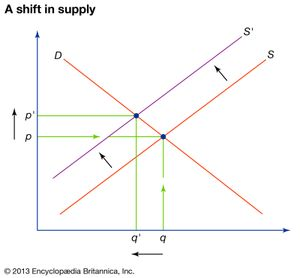 A shift in supply
D
S'
S
p'
p
q'
q
© 2013 Encyclopædia Britannica, Inc.